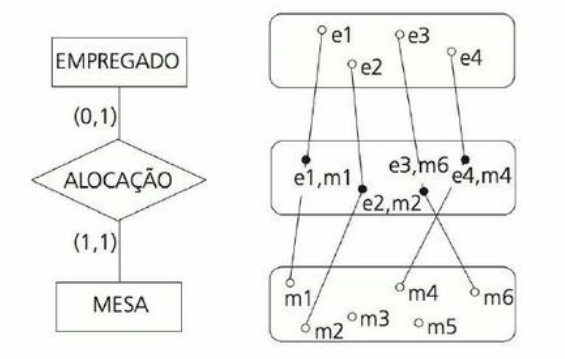 EMPREGADO
(0,1)
ALOCAÇÃO
(1,1)
MESA
e1
e3
e2
e4
e1,m1
e3,m6
e4,m4
e2,m2
m1
m4
m6
m2
m3
m5